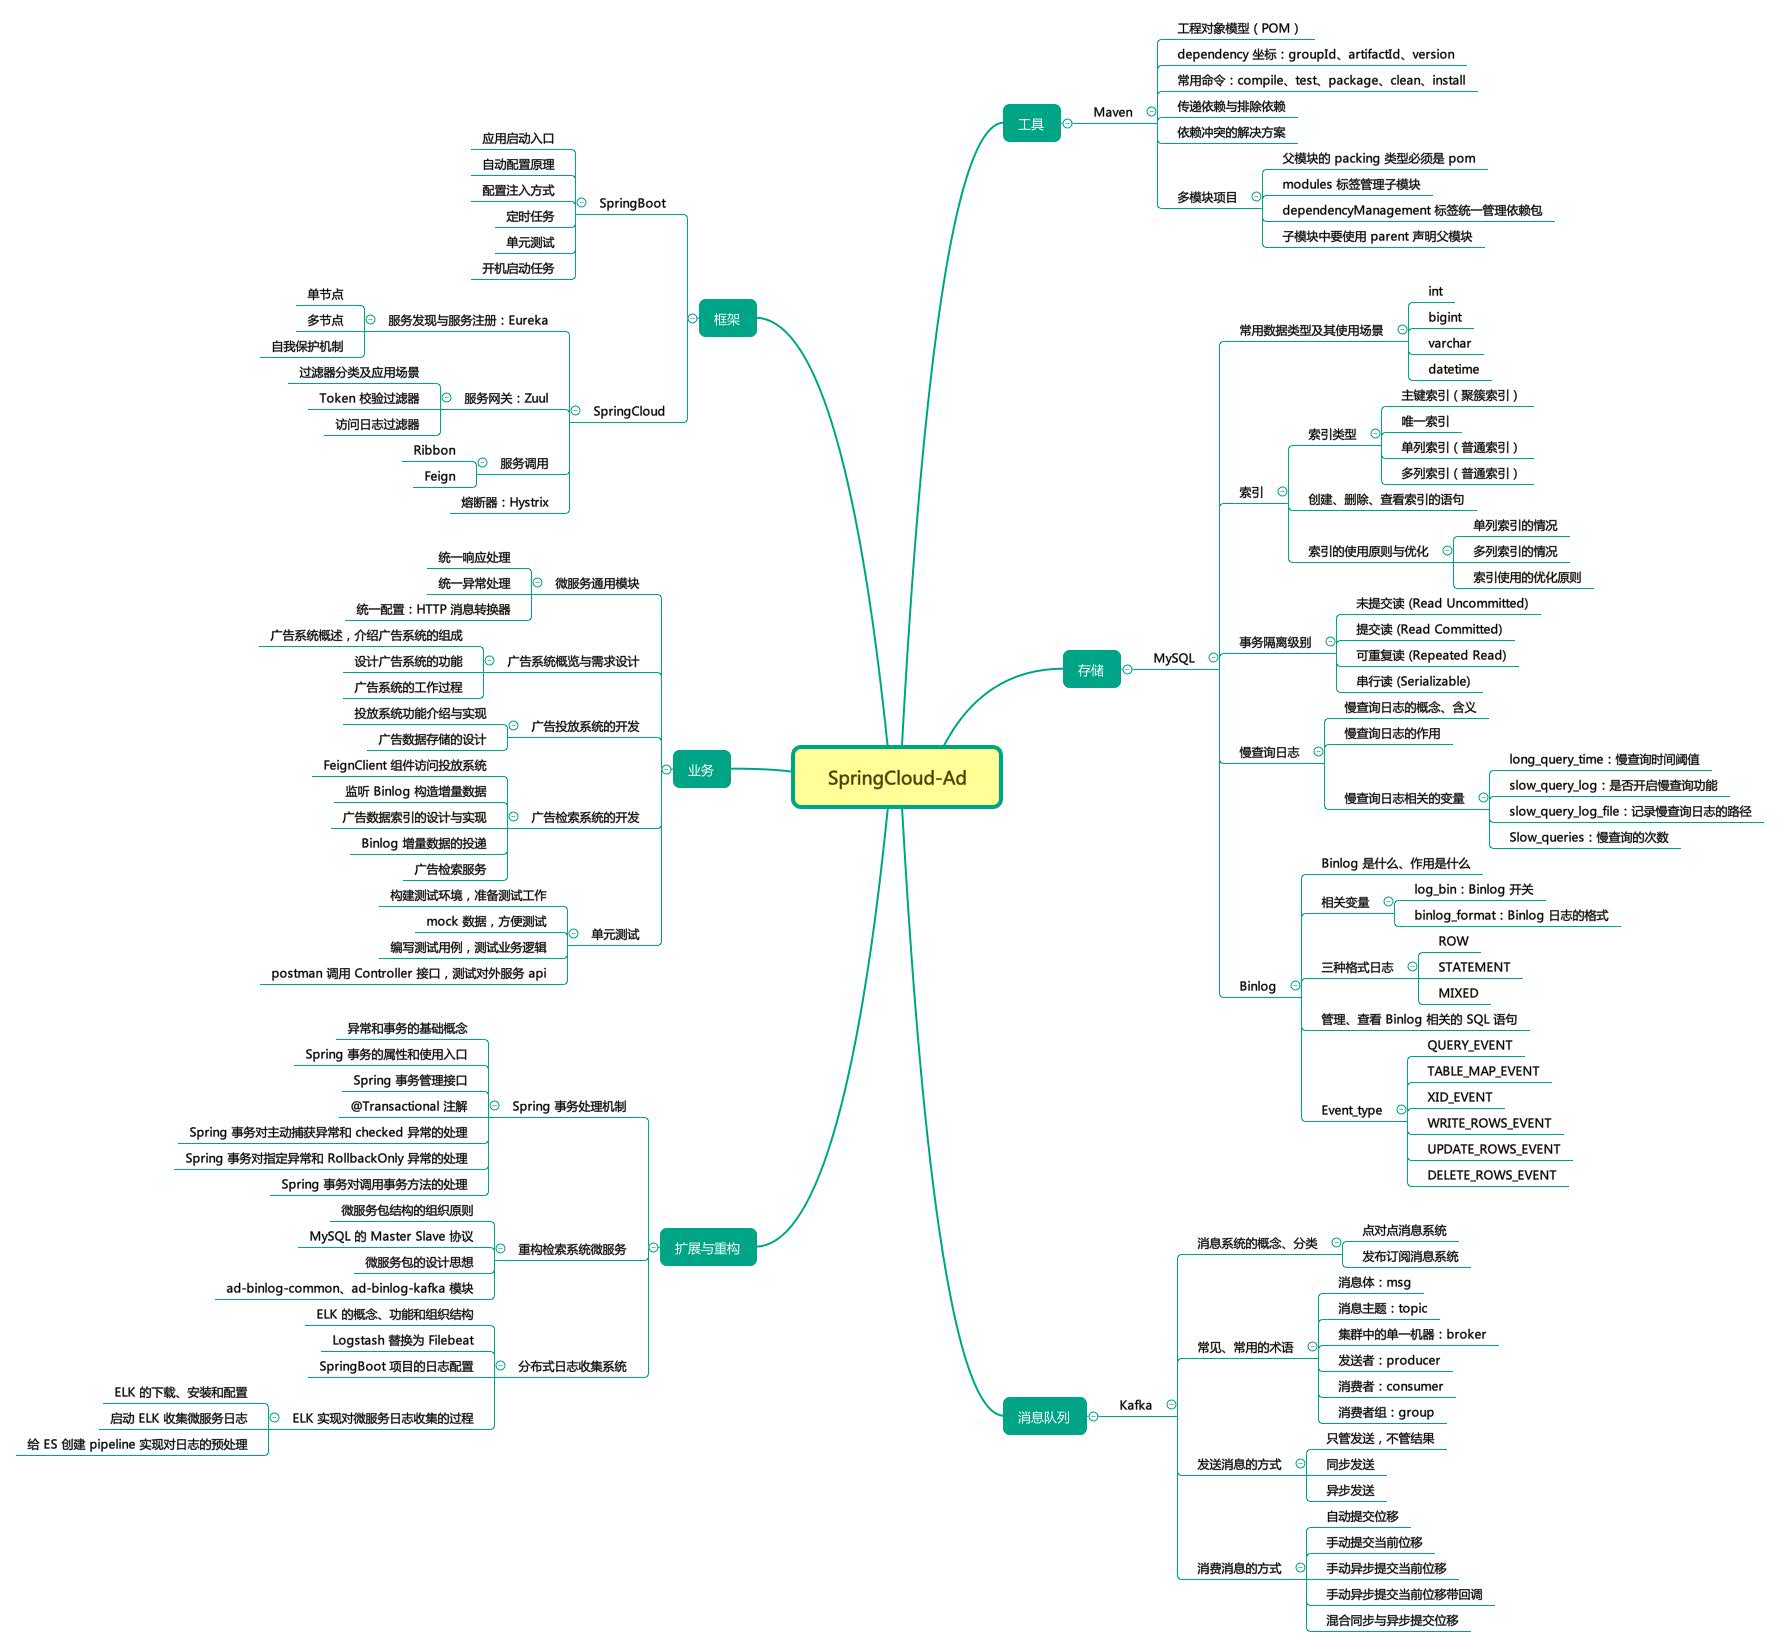 SpringCloud-Ad
工具
Maven
工程对象模型（POM）
dependency 坐标：groupId、artifactId、version
常用命令：compile、test、package、clean、install
传递依赖与排除依赖
依赖冲突的解决方案
多模块项目
父模块的 packing 类型必须是 pom
modules 标签管理子模块
dependencyManagement 标签统一管理依赖包
子模块中要使用 parent 声明父模块
存储
MySQL
常用数据类型及其使用场景
int
bigint
varchar
datetime
索引
索引类型
主键索引（聚簇索引）
唯一索引
单列索引（普通索引）
多列索引（普通索引）
创建、删除、查看索引的语句
索引的使用原则与优化
单列索引的情况
多列索引的情况
索引使用的优化原则
事务隔离级别
未提交读 (Read Uncommitted)
提交读 (Read Committed)
可重复读 (Repeated Read)
串行读 (Serializable)
慢查询日志
慢查询日志的概念、含义
慢查询日志的作用
慢查询日志相关的变量
long_query_time：慢查询时间阈值
slow_query_log：是否开启慢查询功能
slow_query_log_file：记录慢查询日志的路径
Slow_queries：慢查询的次数
Binlog
Binlog 是什么、作用是什么
相关变量
log_bin：Binlog 开关
binlog_format：Binlog 日志的格式
三种格式日志
ROW
STATEMENT
MIXED
管理、查看 Binlog 相关的 SQL 语句
Event_type
QUERY_EVENT
TABLE_MAP_EVENT
XID_EVENT
WRITE_ROWS_EVENT
UPDATE_ROWS_EVENT
DELETE_ROWS_EVENT
消息队列
Kafka
消息系统的概念、分类
点对点消息系统
发布订阅消息系统
常见、常用的术语
消息体：msg
消息主题：topic
集群中的单一机器：broker
发送者：producer
消费者：consumer
消费者组：group
发送消息的方式
只管发送，不管结果
同步发送
异步发送
消费消息的方式
自动提交位移
手动提交当前位移
手动异步提交当前位移
手动异步提交当前位移带回调
混合同步与异步提交位移
框架
SpringBoot
应用启动入口
自动配置原理
配置注入方式
定时任务
单元测试
开机启动任务
SpringCloud
服务发现与服务注册：Eureka
单节点
多节点
自我保护机制
服务网关：Zuul
过滤器分类及应用场景
Token 校验过滤器
访问日志过滤器
服务调用
Ribbon
Feign
熔断器：Hystrix
业务
微服务通用模块
统一响应处理
统一异常处理
统一配置：HTTP 消息转换器
广告系统概览与需求设计
广告系统概述，介绍广告系统的组成
设计广告系统的功能
广告系统的工作过程
广告投放系统的开发
投放系统功能介绍与实现
广告数据存储的设计
广告检索系统的开发
FeignClient 组件访问投放系统
监听 Binlog 构造增量数据
广告数据索引的设计与实现
Binlog 增量数据的投递
广告检索服务
单元测试
构建测试环境，准备测试工作
mock 数据，方便测试
编写测试用例，测试业务逻辑
postman 调用 Controller 接口，测试对外服务 api
扩展与重构
Spring 事务处理机制
异常和事务的基础概念
Spring 事务的属性和使用入口
Spring 事务管理接口
@Transactional 注解
Spring 事务对主动捕获异常和 checked 异常的处理
Spring 事务对指定异常和 RollbackOnly 异常的处理
Spring 事务对调用事务方法的处理
重构检索系统微服务
微服务包结构的组织原则
MySQL 的 Master Slave 协议
微服务包的设计思想
ad-binlog-common、ad-binlog-kafka 模块
分布式日志收集系统
ELK 的概念、功能和组织结构
Logstash 替换为 Filebeat
SpringBoot 项目的日志配置
ELK 实现对微服务日志收集的过程
ELK 的下载、安装和配置
启动 ELK 收集微服务日志
给 ES 创建 pipeline 实现对日志的预处理